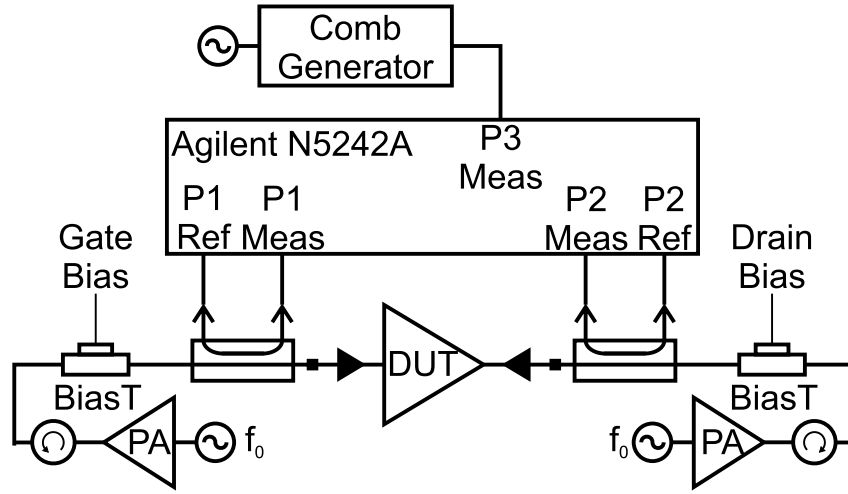 Comb
Generator
Agilent N5242A
P3
Meas
P1 P1
Ref Meas
P2 P2
Meas Ref
Gate
Bias
Drain
Bias
BiasT
DUT
BiasT
PA
f₀
f₀
PA